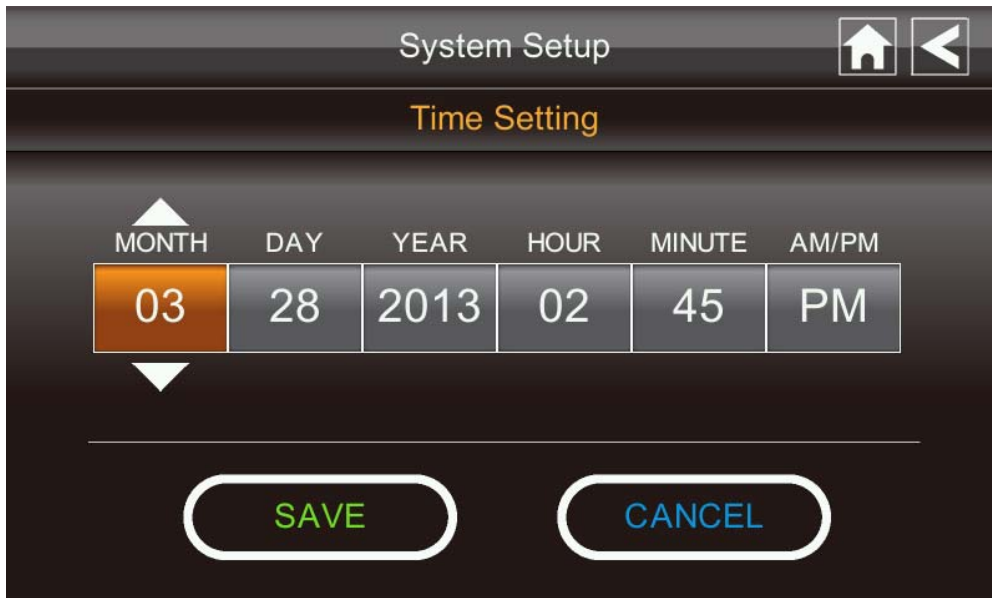 System Setup
Time Setting
MONTH DAY YEAR HOUR MINUTE AM/PM
03 28 2013 02 45 PM
SAVE CANCEL